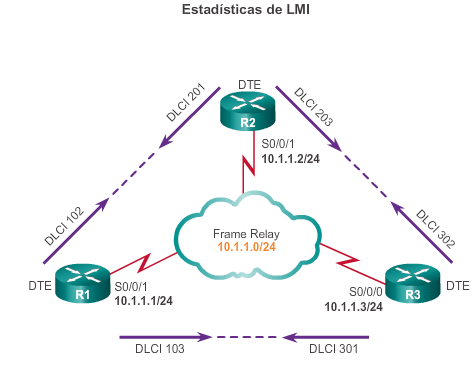 Estadísticas de LMI
DTE
DLCI 201
DLCI 203
R2
S0/0/1
10.1.1.2/24
DLCI 102
DLCI 302
Frame Relay
10.1.1.0/24
DTE
R1
S0/0/1
10.1.1.1/24
S0/0/0
10.1.1.3/24
R3
DTE
DLCI 103
DLCI 301